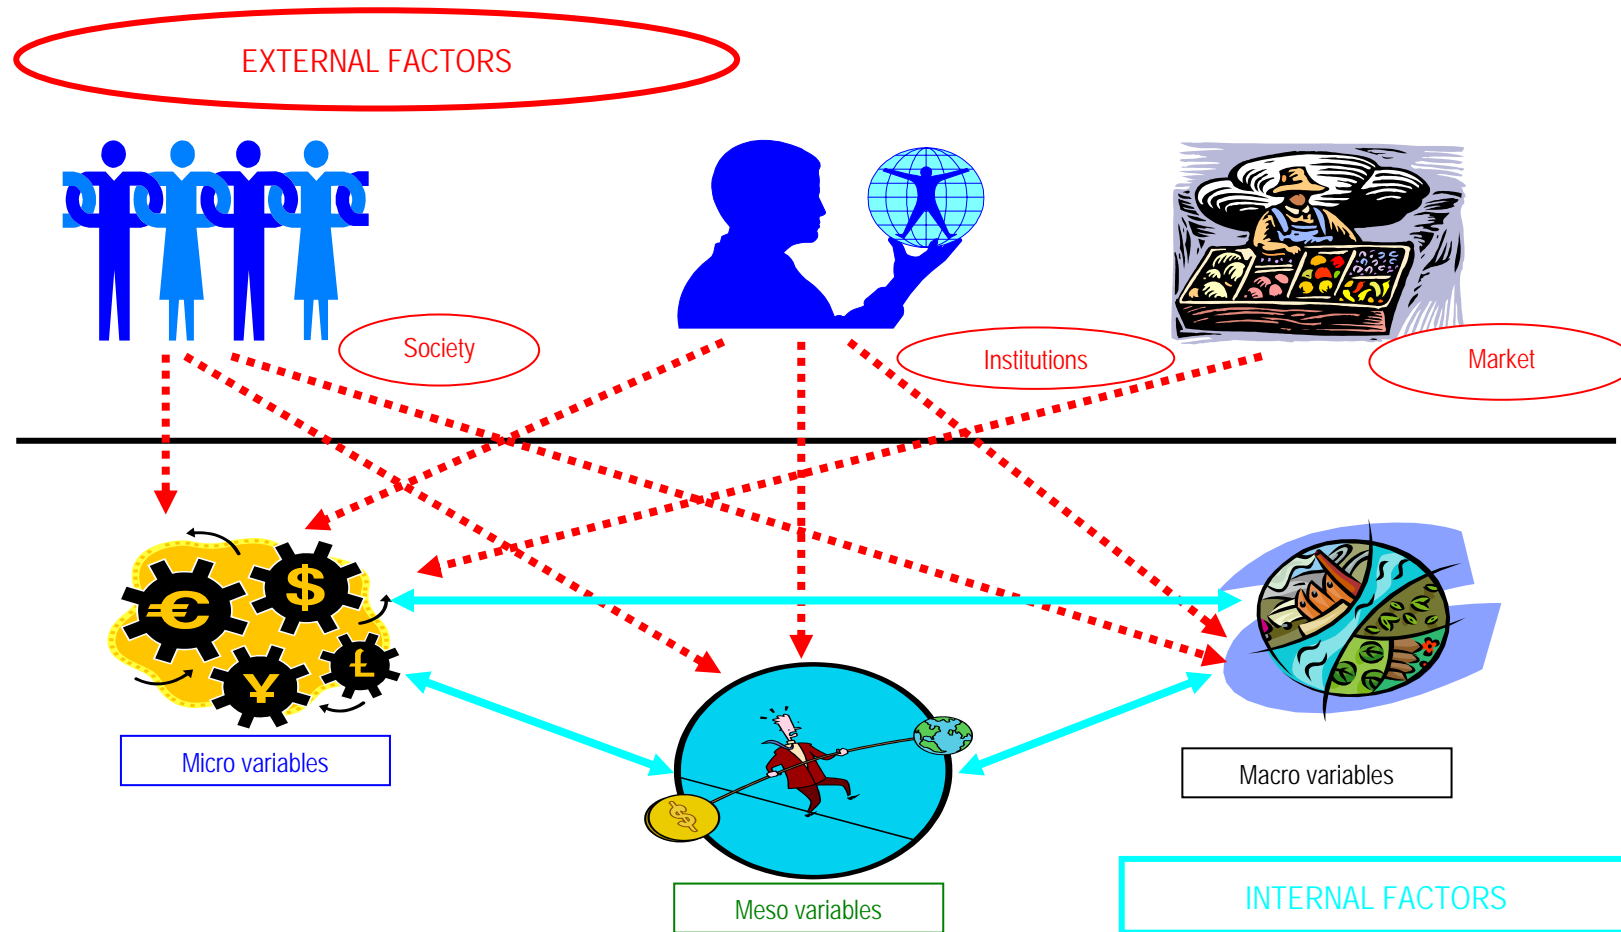 EXTERNAL FACTORS
Society
Institutions
Market
€
$
¥
£
$
Micro variables
Macro variables
Meso variables
INTERNAL FACTORS